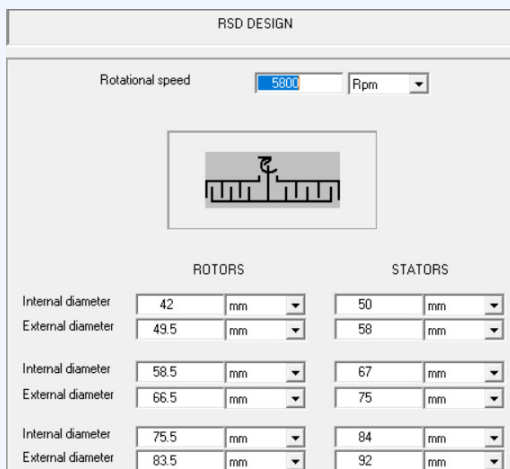 RSD DESIGN
Rotational speed 5800 Rpm
ROTORS STATORS
Internal diameter 42 mm 50 mm
External diameter 49.5 mm 58 mm
Internal diameter 58.5 mm 67 mm
External diameter 66.5 mm 75 mm
Internal diameter 75.5 mm 84 mm
External diameter 83.5 mm 92 mm